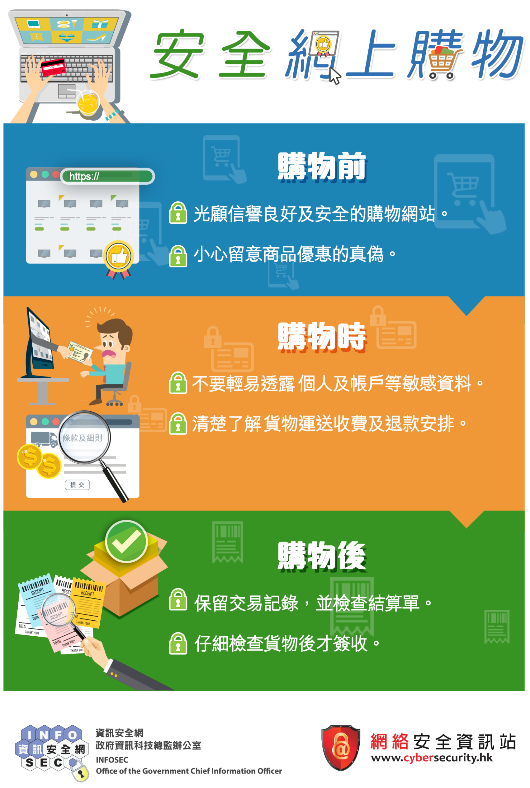 安全網上購物
購物前
https://
光顧信譽良好及安全的購物網站。
小心留意商品優惠的真偽。
購物時
不要輕易透露個人及帳戶等敏感資料。
清楚了解貨物運送收費及退款安排。
條款及細則
提交
購物後
RECEIPT
RECEIPT
RECEIPT
保留交易記錄，並檢查結算單。
仔細檢查貨物後才簽收。
INFO
資訊安全網
SEC
資訊安全網
政府資訊科技總監辦公室
INFOSEC
Office of the Government Chief Information Officer
網絡安全資訊站
www.cybersecurity.hk